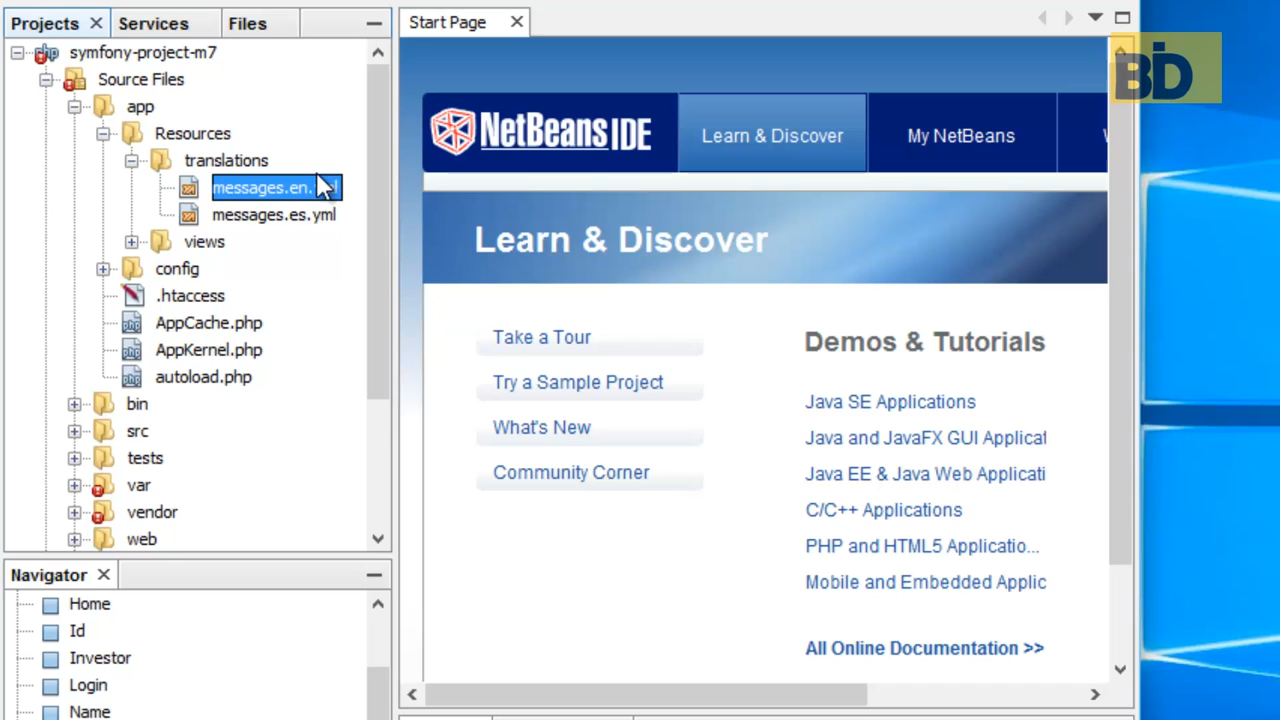 Projects
Services
Files
symfony-project-m7
Source Files
app
Resources
translations
messages.en.
messages.es.yml
views
config
.htaccess
AppCache.php
AppKernel.php
autoload.php
bin
src
tests
var
vendor
web
Navigator
Home
Id
Investor
Login
Name
Start Page
BID
NetBeans IDE
Learn & Discover
My NetBeans
Learn & Discover
Take a Tour
Try a Sample Project
What's New
Community Corner
Demos & Tutorials
Java SE Applications
Java and JavaFX GUI Applicat
Java EE & Java Web Applicati
C/C++ Applications
PHP and HTML5 Applicatio...
Mobile and Embedded Applic
All Online Documentation >>